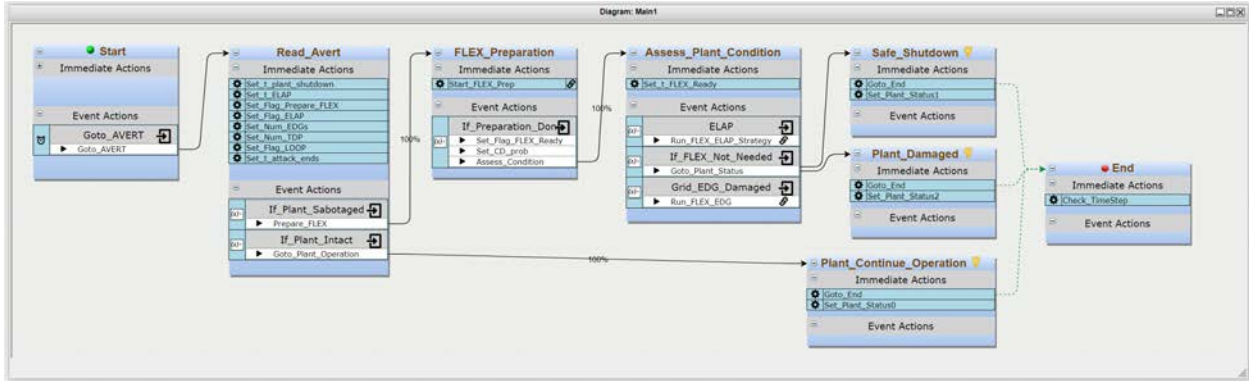 Diagram: Main1
Start
Immediate Actions
Event Actions
Goto_AVERT
Goto_AVERT
Read_Avert
Immediate Actions
Set_t_plant_shutdown
Set_t_ELAP
Set_Flag_Prepare_FLEX
Set_Flag_ELAP
Set_Num_EDGs
Set_Num_TDP
Set_Flag_LOOP
Set_t_attack_ends
Event Actions
If_Plant_Sabotaged
Prepare_FLEX
If_Plant_Intact
Goto_Plant_Operation
100%
100%
FLEX_Preparation
Immediate Actions
Start_FLEX_Prep
Event Actions
If_Preparation_Don
Set_Flag_FLEX_Ready
Set_CD_prob
Assess_Condition
100%
Assess_Plant_Condition
Immediate Actions
Set_t_FLEX_Ready
Event Actions
ELAP
Run_FLEX_ELAP_Strategy
If_FLEX_Not_Needed
Goto_Plant_Status
Grid_EDG_Damaged
Run_FLEX_EDG
Safe_Shutdown
Immediate Actions
Goto_End
Set_Plant_Status1
Event Actions
Plant_Damaged
Immediate Actions
Goto_End
Set_Plant_Status2
Event Actions
Plant_Continue_Operation
Immediate Actions
Goto_End
Set_Plant_Status0
Event Actions
End
Immediate Actions
Check_TimeStep
Event Actions